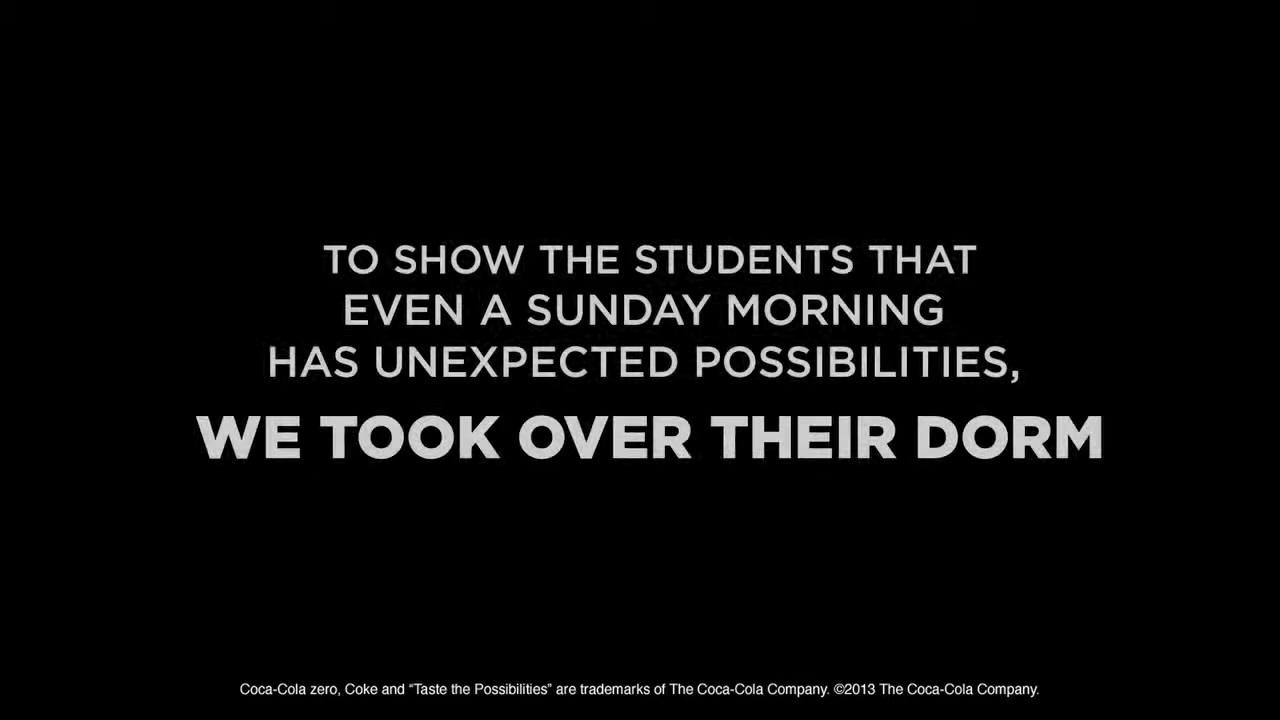 TO SHOW THE STUDENTS THAT
EVEN A SUNDAY MORNING
HAS UNEXPECTED POSSIBILITIES,
WE TOOK OVER THEIR DORM
Coca-Cola zero, Coke and “Taste the Possibilities” are trademarks of The Coca-Cola Company. ©2013 The Coca-Cola Company.